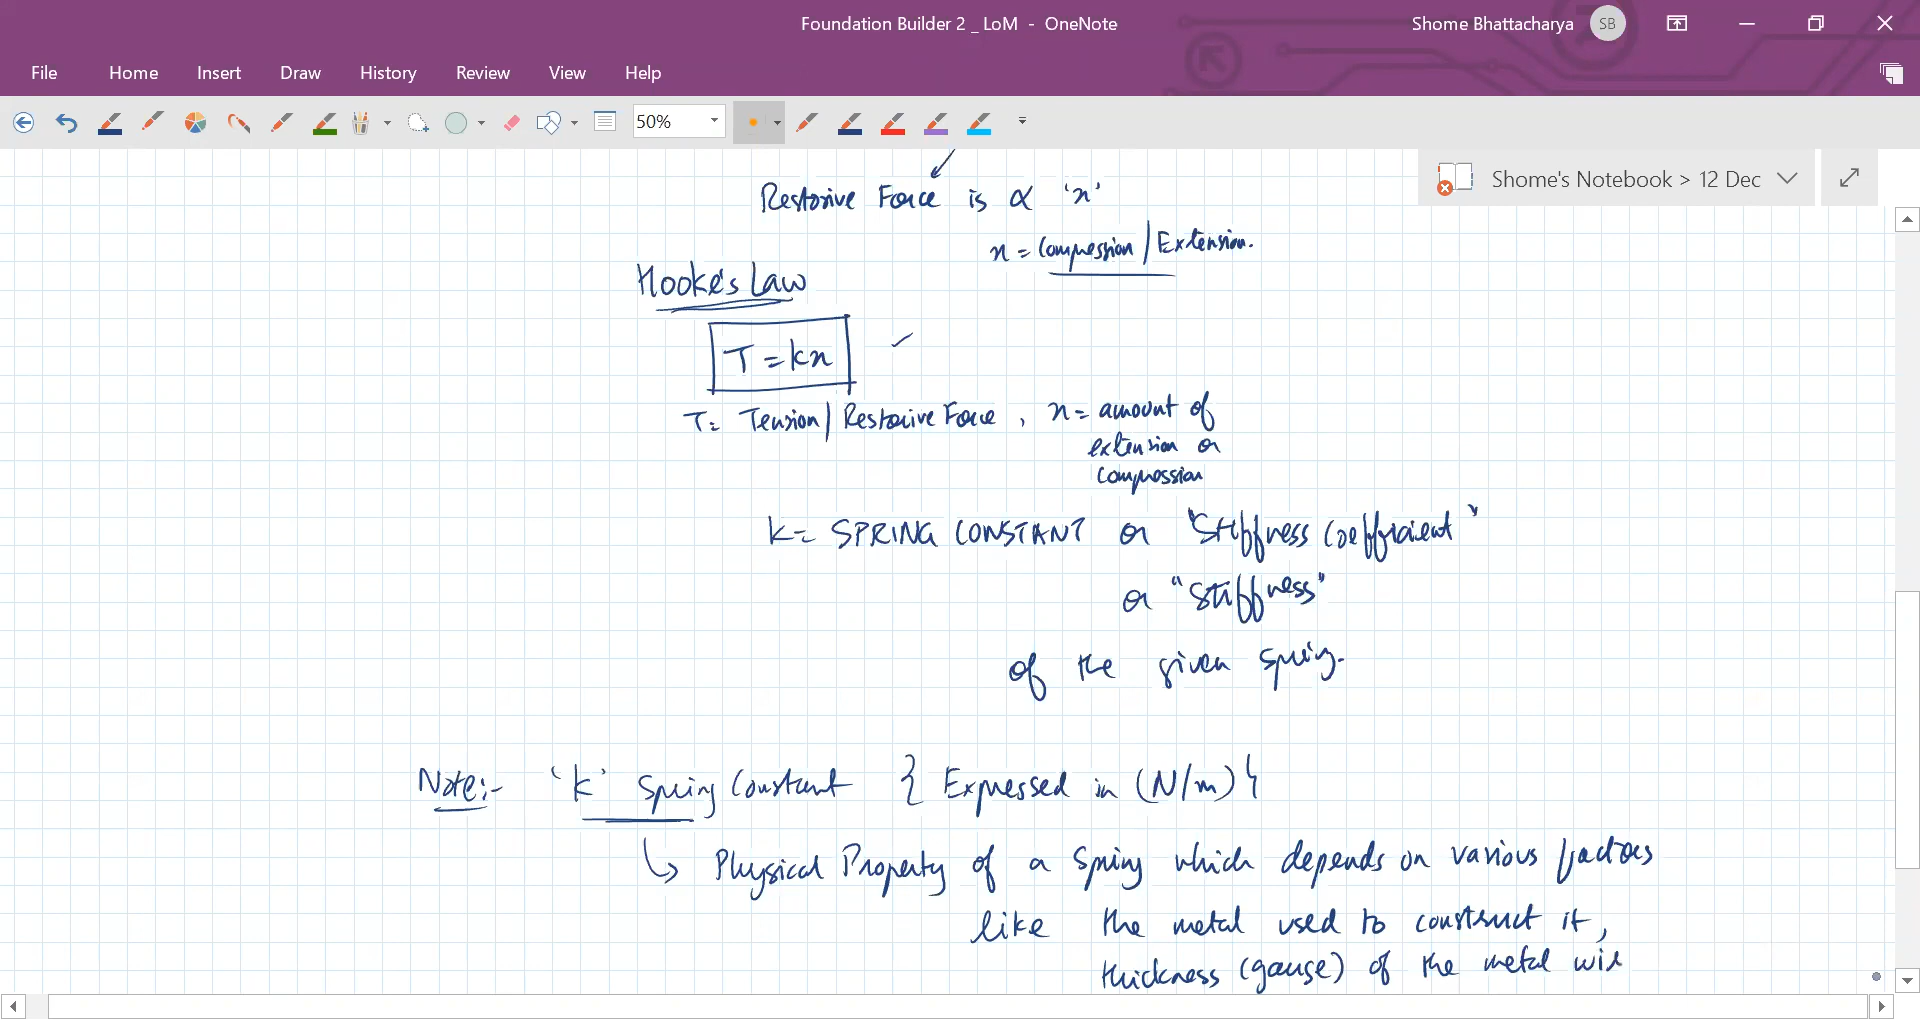 Foundation Builder 2 _ LoM - OneNote
Shome Bhattacharya
SB
File Home Insert Draw History Review View Help
50%
Shome's Notebook > 12 Dec
Restorive Force is ∝ 'x'
x = Compression / Extension.
Hooke's Law
T = kx
T = Tension / Restorive Force , x = amount of
extension or
compression
k = SPRING CONSTANT or "Stiffness Coefficient"
or "Stiffness"
of the given spring.
Note:- 'k' Spring Constant { Expressed in (N/m) }
↳ Physical Property of a spring which depends on various factors
like the metal used to construct it,
thickness (gauge) of the metal wire